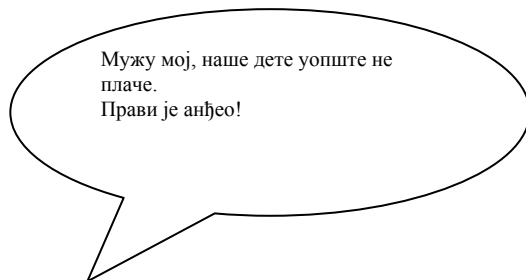 Мужу мој, наше дете уопште не
плаче.
Прави је анђео!